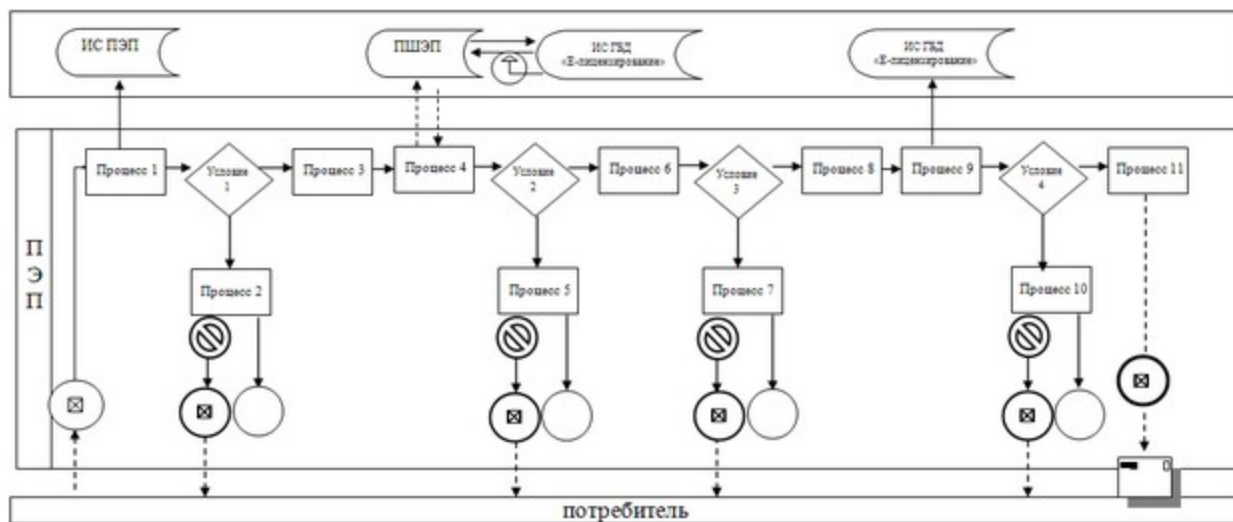 ИС ПЭП
ПШЭП
ИС ГБД
«Е-лицензирование»
ИС ГБД
«Е-лицензирование»
ПЭП
Процесс 1
Условие
1
Процесс 3
Процесс 4
Условие
2
Процесс 6
Условие
3
Процесс 8
Процесс 9
Условие
4
Процесс 11
Процесс 2
Процесс 5
Процесс 7
Процесс 10
потребитель